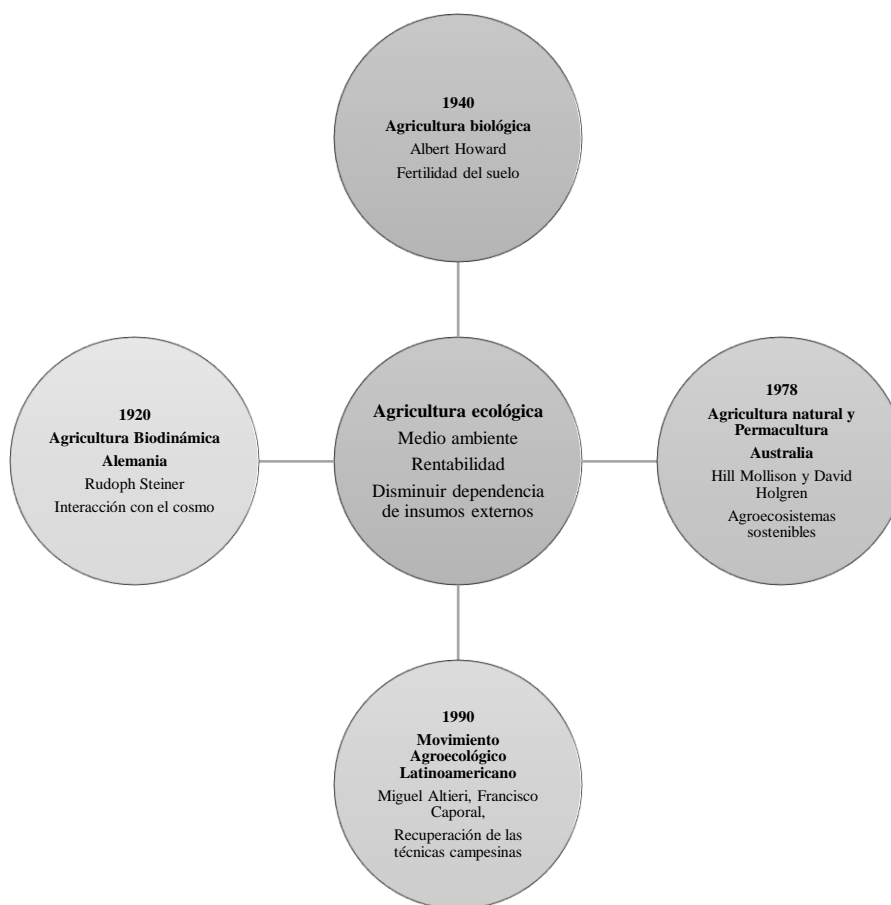 1940
Agricultura biológica
Albert Howard
Fertilidad del suelo
1920
Agricultura Biodinámica
Alemania
Rudoph Steiner
Interacción con el cosmo
Agricultura ecológica
Medio ambiente
Rentabilidad
Disminuir dependencia
de insumos externos
1978
Agricultura natural y
Permacultura
Australia
Hill Mollison y David
Holgren
Agroecosistemas
sostenibles
1990
Movimiento
Agroecológico
Latinoamericano
Miguel Altieri, Francisco
Caporal,
Recuperación de las
técnicas campesinas